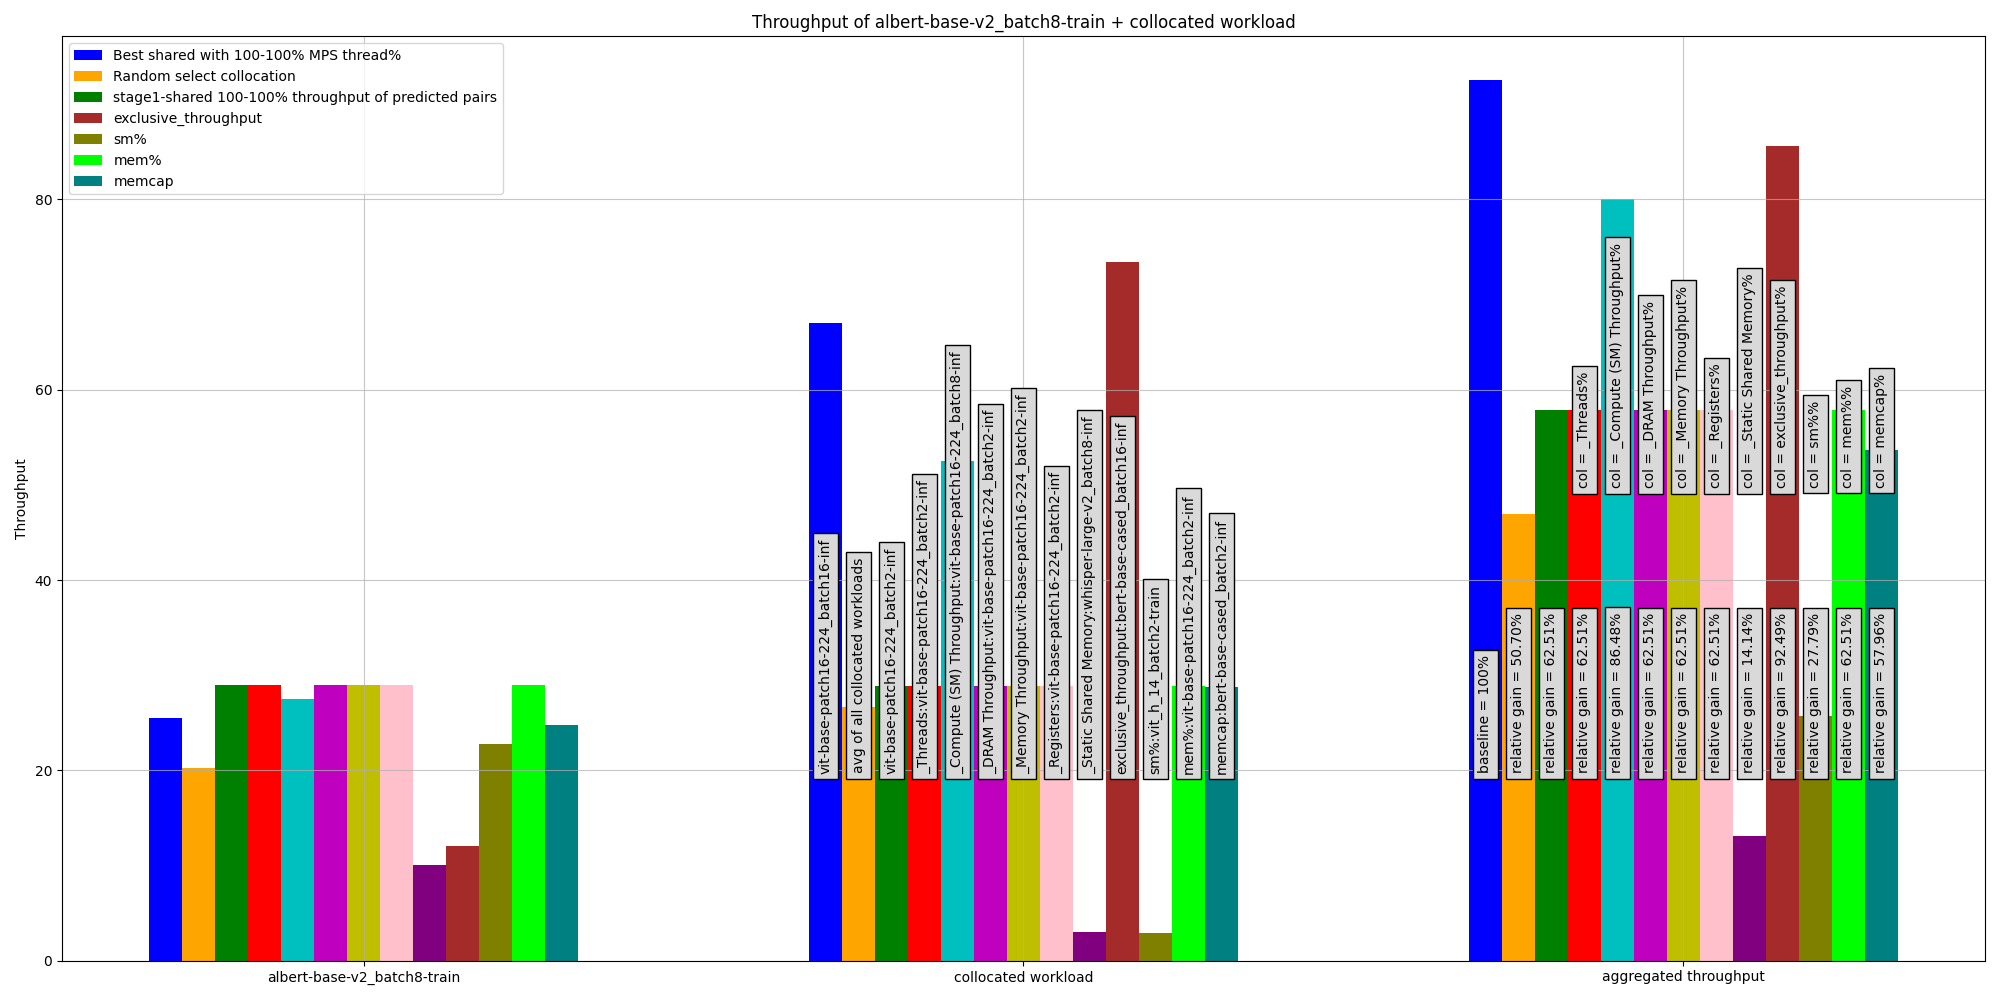 Throughput of albert-base-v2_batch8-train + collocated workload
Best shared with 100-100% MPS thread%
Random select collocation
stage1-shared 100-100% throughput of predicted pairs
exclusive_throughput
sm%
mem%
memcap
Throughput
80
60
40
20
0
vit-base-patch16-224_batch16-inf
avg of all collocated workloads
vit-base-patch16-224_batch2-inf
_Threads:vit-base-patch16-224_batch2-inf
_Compute (SM) Throughput:vit-base-patch16-224_batch8-inf
_DRAM Throughput:vit-base-patch16-224_batch2-inf
_Memory Throughput:vit-base-patch16-224_batch2-inf
_Registers:vit-base-patch16-224_batch2-inf
_Static Shared Memory:whisper-large-v2_batch8-inf
exclusive_throughput:bert-base-cased_batch16-inf
sm%:vit_h_14_batch2-train
mem%:vit-base-patch16-224_batch2-inf
memcap:bert-base-cased_batch2-inf
col = _Threads%
col = _Compute (SM) Throughput%
col = _DRAM Throughput%
col = _Memory Throughput%
col = _Registers%
col = _Static Shared Memory%
col = exclusive_throughput%
col = sm%%
col = mem%%
col = memcap%
baseline = 100%
relative gain = 50.70%
relative gain = 62.51%
relative gain = 62.51%
relative gain = 86.48%
relative gain = 62.51%
relative gain = 62.51%
relative gain = 62.51%
relative gain = 14.14%
relative gain = 92.49%
relative gain = 27.79%
relative gain = 62.51%
relative gain = 57.96%
albert-base-v2_batch8-train
collocated workload
aggregated throughput